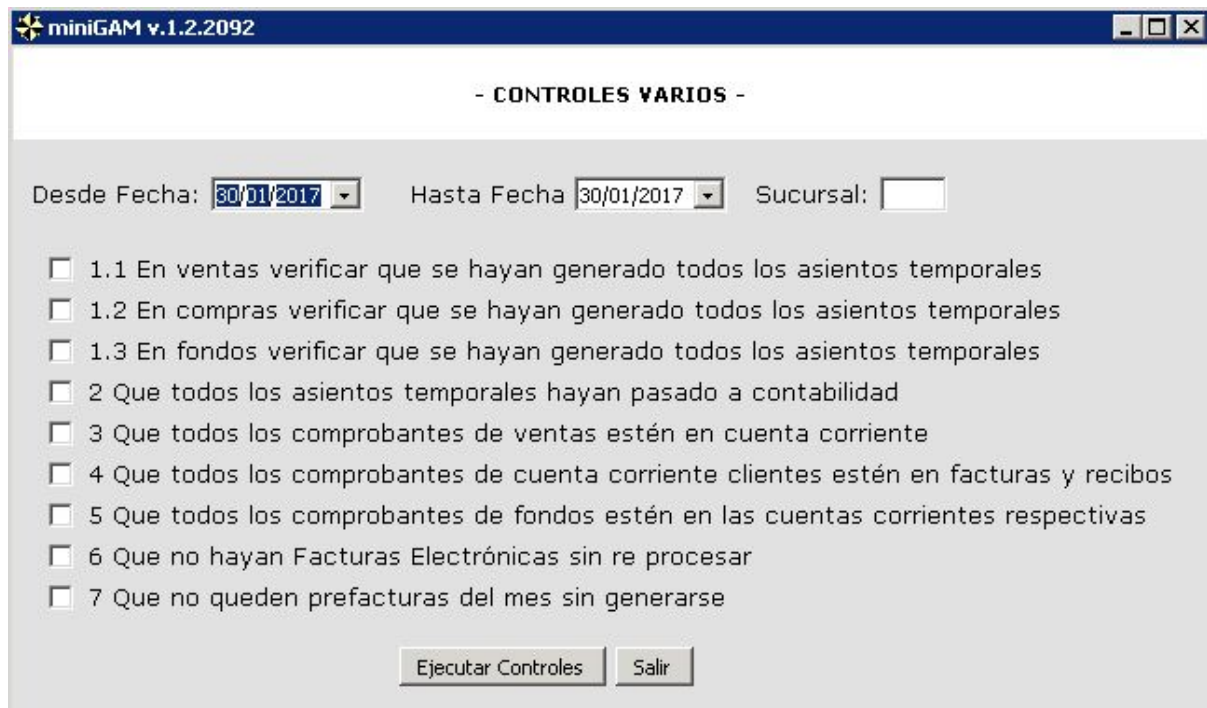 miniGAM v.1.2.2092
- CONTROLES VARIOS -
Desde Fecha: 30/01/2017 Hasta Fecha 30/01/2017 Sucursal:
1.1 En ventas verificar que se hayan generado todos los asientos temporales
1.2 En compras verificar que se hayan generado todos los asientos temporales
1.3 En fondos verificar que se hayan generado todos los asientos temporales
2 Que todos los asientos temporales hayan pasado a contabilidad
3 Que todos los comprobantes de ventas estén en cuenta corriente
4 Que todos los comprobantes de cuenta corriente clientes estén en facturas y recibos
5 Que todos los comprobantes de fondos estén en las cuentas corrientes respectivas
6 Que no hayan Facturas Electrónicas sin re procesar
7 Que no queden prefacturas del mes sin generarse
Ejecutar Controles Salir